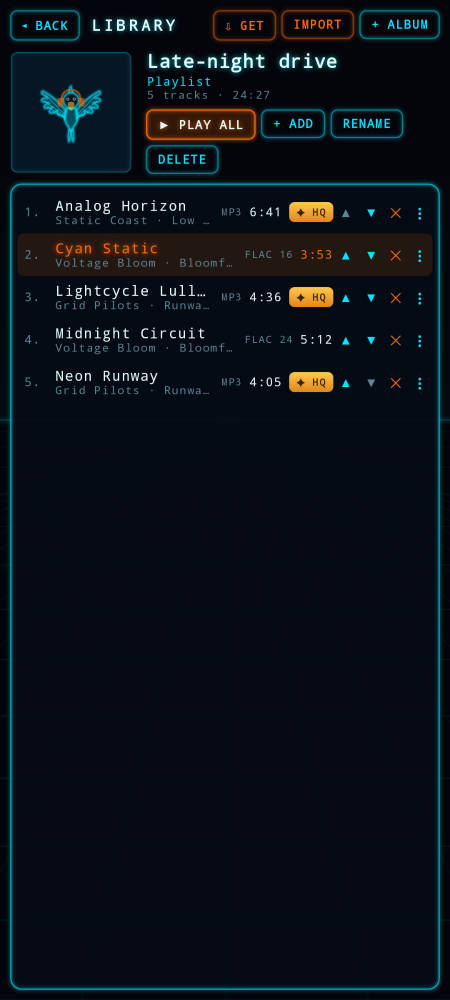 ◂ BACK LIBRARY ⇩ GET IMPORT + ALBUM
Late-night drive
Playlist
5 tracks · 24:27
▶ PLAY ALL + ADD RENAME
DELETE
1. Analog Horizon MP3 6:41 ✦ HQ ▲ ▼ ✕ ⋮
Static Coast · Low …
2. Cyan Static FLAC 16 3:53 ▲ ▼ ✕ ⋮
Voltage Bloom · Bloomf…
3. Lightcycle Lull… MP3 4:36 ✦ HQ ▲ ▼ ✕ ⋮
Grid Pilots · Runwa…
4. Midnight Circuit FLAC 24 5:12 ▲ ▼ ✕ ⋮
Voltage Bloom · Bloomf…
5. Neon Runway MP3 4:05 ✦ HQ ▲ ▼ ✕ ⋮
Grid Pilots · Runwa…